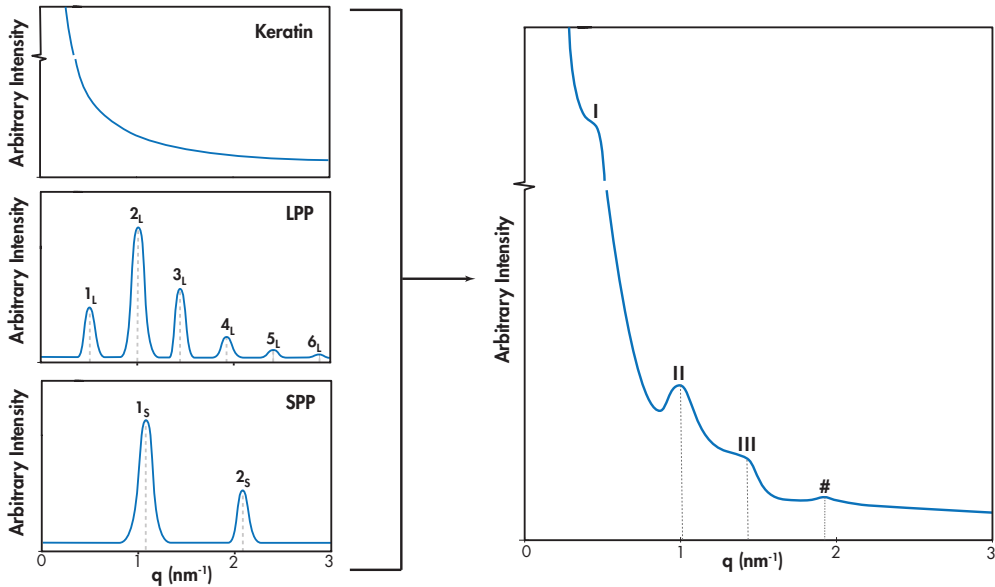 Keratin
Arbitrary Intensity
LPP
Arbitrary Intensity
1L
2L
3L
4L
5L
6L
SPP
Arbitrary Intensity
1S
2S
0 1 2 3
q (nm-1)
Arbitrary Intensity
I
II
III
#
0 1 2 3
q (nm-1)